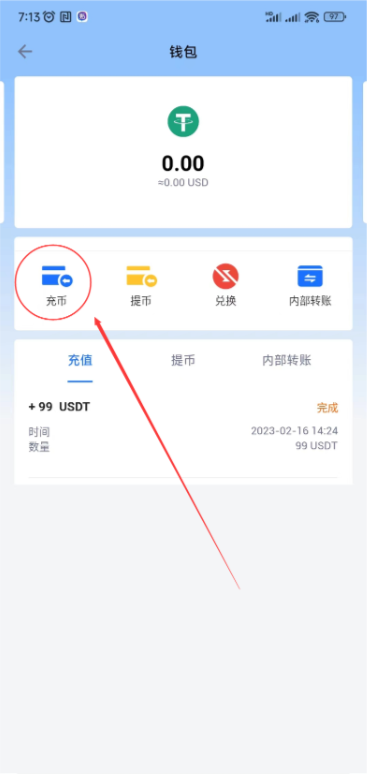 7:13
HD
97
钱包
0.00
≈0.00 USD
充币 提币 兑换 内部转账
充值 提币 内部转账
+ 99 USDT 完成
时间 2023-02-16 14:24
数量 99 USDT